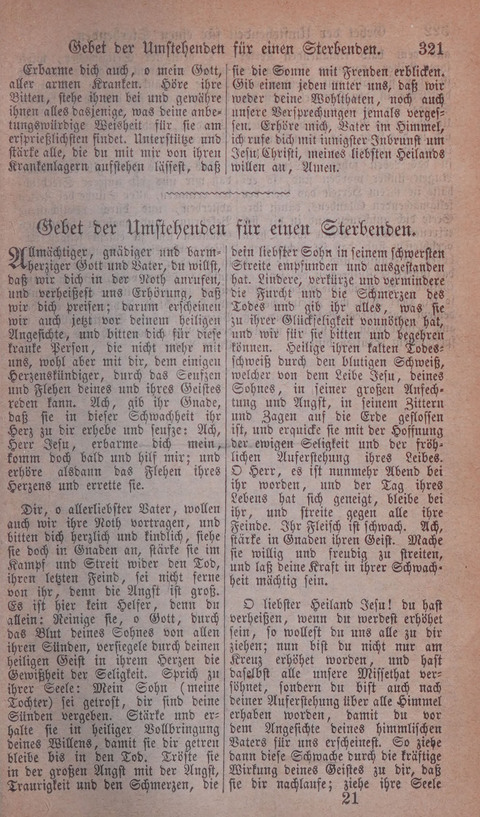 Gebet der Umstehenden für einen Sterbenden. 321
Erbarme dich auch, o mein Gott,
aller armen Kranken. Höre ihre
Bitten, stehe ihnen bei und gewähre
ihnen alles dasjenige, was deine anbe-
tungswürdige Weisheit für sie am
ersprießlichsten findet. Unterstütze und
stärke alle, die du mit mir von ihren
Krankenlagern aufstehen lässest, daß
sie die Sonne mit Freuden erblicken.
Gib einem jeden unter uns, daß wir
weder deine Wohlthaten, noch auch
unsere Versprechungen jemals verges-
sen. Erhöre mich, Vater im Himmel,
ich rufe dich mit innigster Inbrunst um
Jesu Christi, meines liebsten Heilands
willen an, Amen.
Gebet der Umstehenden für einen Sterbenden.
Allmächtiger, gnädiger und barm-
herziger Gott und Vater, du willst,
daß wir dich in der Noth anrufen,
und verheißest uns Erhörung, daß
wir dich preisen; darum erscheinen
wir auch jetzt vor deinem heiligen
Angesichte, und bitten dich für diese
kranke Person, die nicht mehr mit
uns, wohl aber mit dir, dem einigen
Herzenskündiger, durch das Seufzen
und Flehen deines und ihres Geistes
reden kann. Ach, gib ihr Gnade,
daß sie in dieser Schwachheit ihr
Herz zu dir erhebe und seufze: Ach,
Herr Jesu, erbarme dich mein,
komm doch bald und hilf mir; und
erhöre alsdann das Flehen ihres
Herzens und errette sie.
Dir, o allerliebster Vater, wollen
auch wir ihre Noth vortragen, und
bitten dich herzlich und kindlich, siehe
sie doch in Gnaden an, stärke sie im
Kampf und Streit wider den Tod,
ihren letzten Feind, sei nicht ferne
von ihr, denn die Angst ist groß.
Es ist hier kein Helfer, denn du
allein: Reinige sie, o Gott, durch
das Blut deines Sohnes von allen
ihren Sünden, versiegele durch deinen
heiligen Geist in ihrem Herzen die
Gewißheit der Seligkeit. Sprich zu
ihrer Seele: Mein Sohn (meine
Tochter) sei getrost, dir sind deine
Sünden vergeben. Stärke und er-
halte sie in heiliger Vollbringung
deines Willens, damit sie dir getreu
bleibe bis in den Tod. Tröste sie
in der großen Angst mit der Angst,
Traurigkeit und den Schmerzen, die
dein liebster Sohn in seinem schwersten
Streite empfunden und ausgestanden
hat. Lindere, verkürze und vermindere
die Furcht und die Schmerzen des
Todes und gib ihr alles, was sie
zu ihrer Glückseligkeit vonnöthen hat,
und wir für sie bitten und begehren
können. Heilige ihren kalten Todes-
schweiß durch den blutigen Schweiß,
welcher von dem Leibe Jesu, deines
Sohnes, in seiner großen Anfech-
tung und Angst, in seinem Zittern
und Zagen auf die Erde geflossen
ist, und erquicke sie mit der Hoffnung
der ewigen Seligkeit und der fröh-
lichen Auferstehung ihres Leibes.
O Herr, es ist nunmehr Abend bei
ihr worden, und der Tag ihres
Lebens hat sich geneigt, bleibe bei
ihr, und streite gegen alle ihre
Feinde. Ihr Fleisch ist schwach. Ach,
stärke in Gnaden ihren Geist. Mache
sie willig und freudig zu streiten,
und laß deine Kraft in ihrer Schwach-
heit mächtig sein.
O liebster Heiland Jesu! du hast
verheißen, wenn du werdest erhöhet
sein, so wollest du uns alle zu dir
ziehen; nun bist du nicht nur am
Kreuz erhöhet worden, und hast
daselbst alle unsere Missethat ver-
söhnet, sondern du bist auch nach
deiner Auferstehung über alle Himmel
erhaben worden, damit du vor
dem Angesichte deines himmlischen
Vaters für uns erscheinest. So ziehe
dann diese Schwache durch die kräftige
Wirkung deines Geistes zu dir, daß
sie dir nachlaufe; ziehe ihre Seele
21